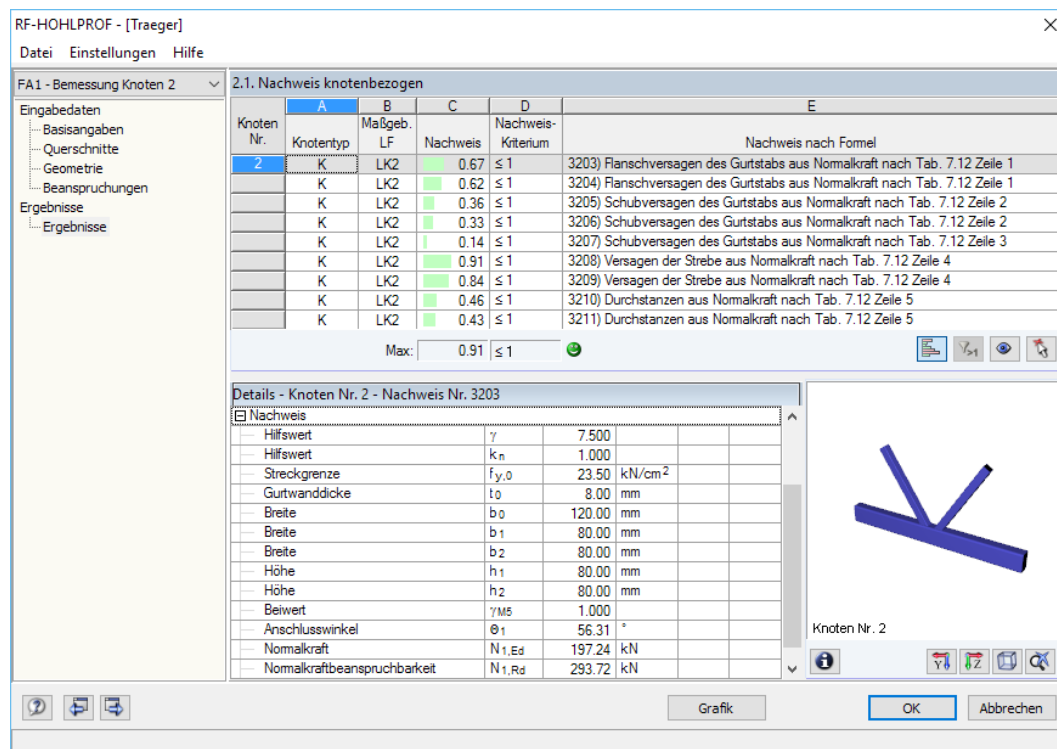 RF-HOHLPROF - [Traeger]
Datei Einstellungen Hilfe
FA1 - Bemessung Knoten 2
Eingabedaten
Basisangaben
Querschnitte
Geometrie
Beanspruchungen
Ergebnisse
Ergebnisse
2.1. Nachweis knotenbezogen
A B C D E
Knoten Nr. Knotentyp Maßgeb. LF Nachweis Nachweis-Kriterium Nachweis nach Formel
2 K LK2 0.67 ≤ 1 3203) Flanschversagen des Gurtstabs aus Normalkraft nach Tab. 7.12 Zeile 1
K LK2 0.62 ≤ 1 3204) Flanschversagen des Gurtstabs aus Normalkraft nach Tab. 7.12 Zeile 1
K LK2 0.36 ≤ 1 3205) Schubversagen des Gurtstabs aus Normalkraft nach Tab. 7.12 Zeile 2
K LK2 0.33 ≤ 1 3206) Schubversagen des Gurtstabs aus Normalkraft nach Tab. 7.12 Zeile 2
K LK2 0.14 ≤ 1 3207) Schubversagen des Gurtstabs aus Normalkraft nach Tab. 7.12 Zeile 3
K LK2 0.91 ≤ 1 3208) Versagen der Strebe aus Normalkraft nach Tab. 7.12 Zeile 4
K LK2 0.84 ≤ 1 3209) Versagen der Strebe aus Normalkraft nach Tab. 7.12 Zeile 4
K LK2 0.46 ≤ 1 3210) Durchstanzen aus Normalkraft nach Tab. 7.12 Zeile 5
K LK2 0.43 ≤ 1 3211) Durchstanzen aus Normalkraft nach Tab. 7.12 Zeile 5
Max: 0.91 ≤ 1
>1
Details - Knoten Nr. 2 - Nachweis Nr. 3203
Nachweis
Hilfswert γ 7.500
Hilfswert kn 1.000
Streckgrenze fy,0 23.50 kN/cm2
Gurtwanddicke t0 8.00 mm
Breite b0 120.00 mm
Breite b1 80.00 mm
Breite b2 80.00 mm
Höhe h1 80.00 mm
Höhe h2 80.00 mm
Beiwert γM5 1.000
Anschlusswinkel Θ1 56.31 °
Normalkraft N1,Ed 197.24 kN
Normalkraftbeanspruchbarkeit N1,Rd 293.72 kN
Knoten Nr. 2
Y Z
Grafik OK Abbrechen